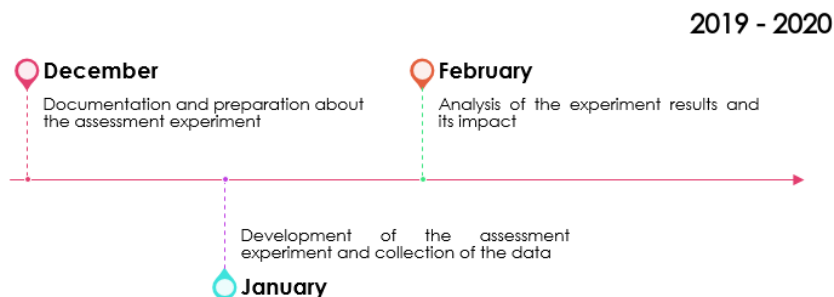 2019 - 2020
December
Documentation and preparation about
the assessment experiment
February
Analysis of the experiment results and
its impact
Development of the assessment
experiment and collection of the data
January